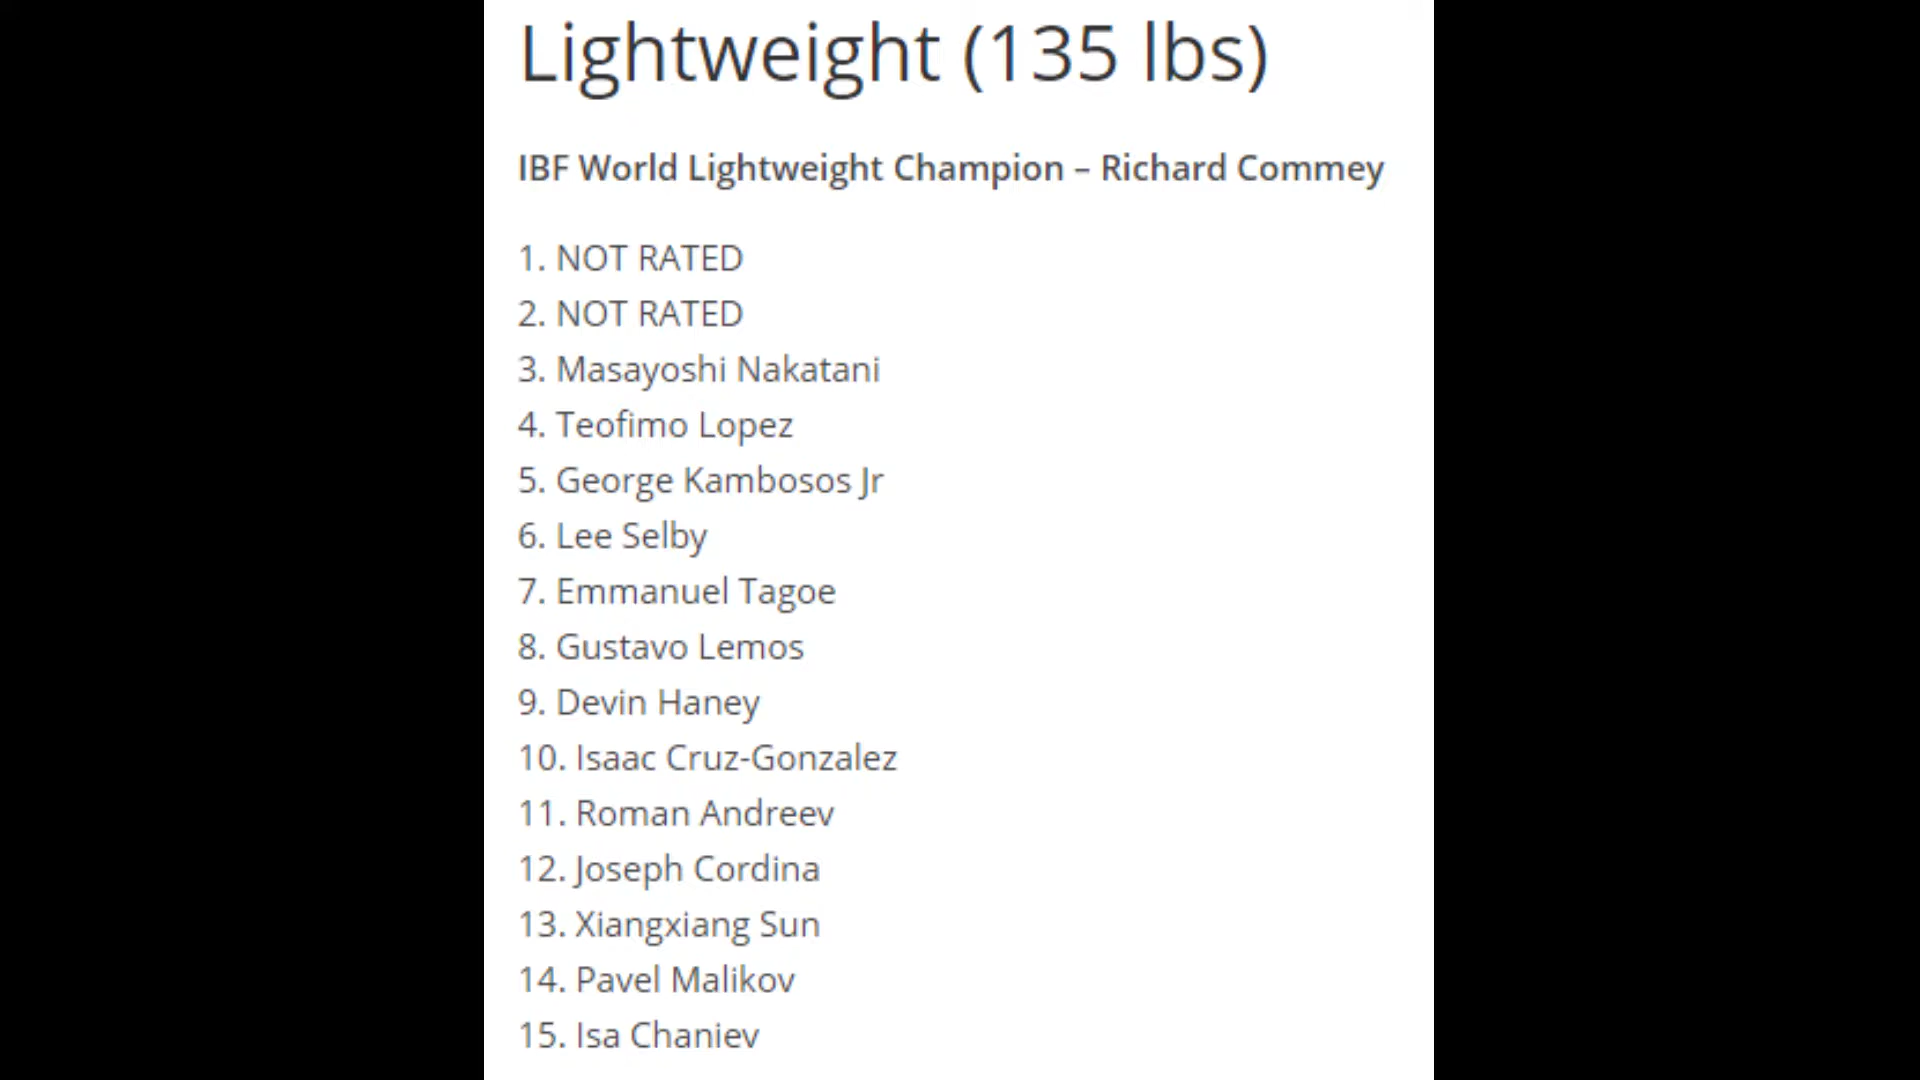 Lightweight (135 lbs)
IBF World Lightweight Champion – Richard Commey
1. NOT RATED
2. NOT RATED
3. Masayoshi Nakatani
4. Teofimo Lopez
5. George Kambosos Jr
6. Lee Selby
7. Emmanuel Tagoe
8. Gustavo Lemos
9. Devin Haney
10. Isaac Cruz-Gonzalez
11. Roman Andreev
12. Joseph Cordina
13. Xiangxiang Sun
14. Pavel Malikov
15. Isa Chaniev